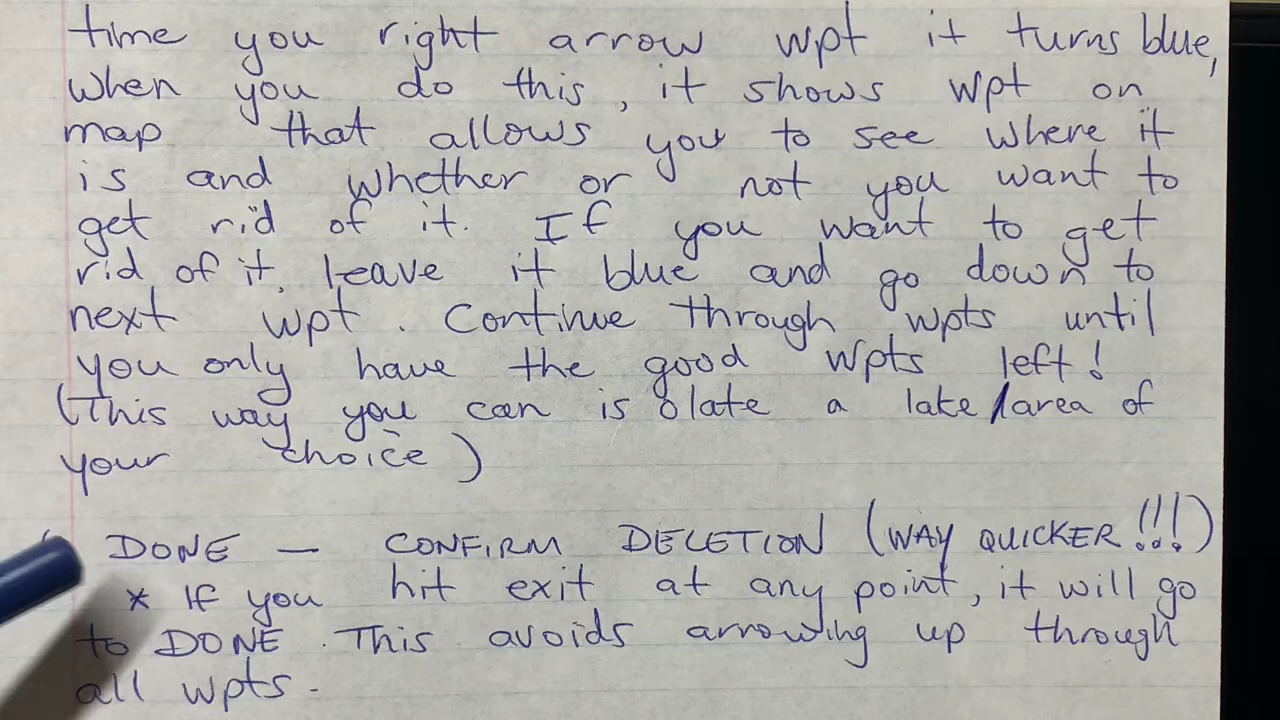 time you right arrow wpt it turns blue,
when you do this, it shows wpt on
map that allows you to see where it
is and whether or not you want to
get rid of it. If you want to get
rid of it, leave it blue and go down to
next wpt. Continue through wpts until
you only have the good wpts left!
(This way you can isolate a lake/area of
your choice)
DONE — CONFIRM DELETION (WAY QUICKER!!!)
* If you hit exit at any point, it will go
to DONE. This avoids arrowing up through
all wpts.